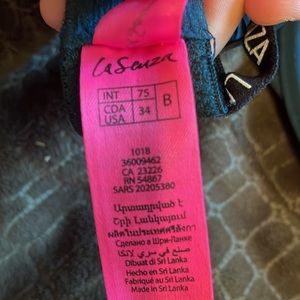 La Senza
INT 75 B
CDA USA 34
1018
36009462
CA 23226
RN 54867
SARS 20205380
Արտադրված է
Շրի Լանկայում
ผลิตในประเทศศรีลังกา
Сделано в Шри-Ланке
صنع في سري لانكا
Dibuat di Sri Lanka
Hecho en Sri Lanka
Fabriqué au Sri Lanka
Made in Sri Lanka
ZA